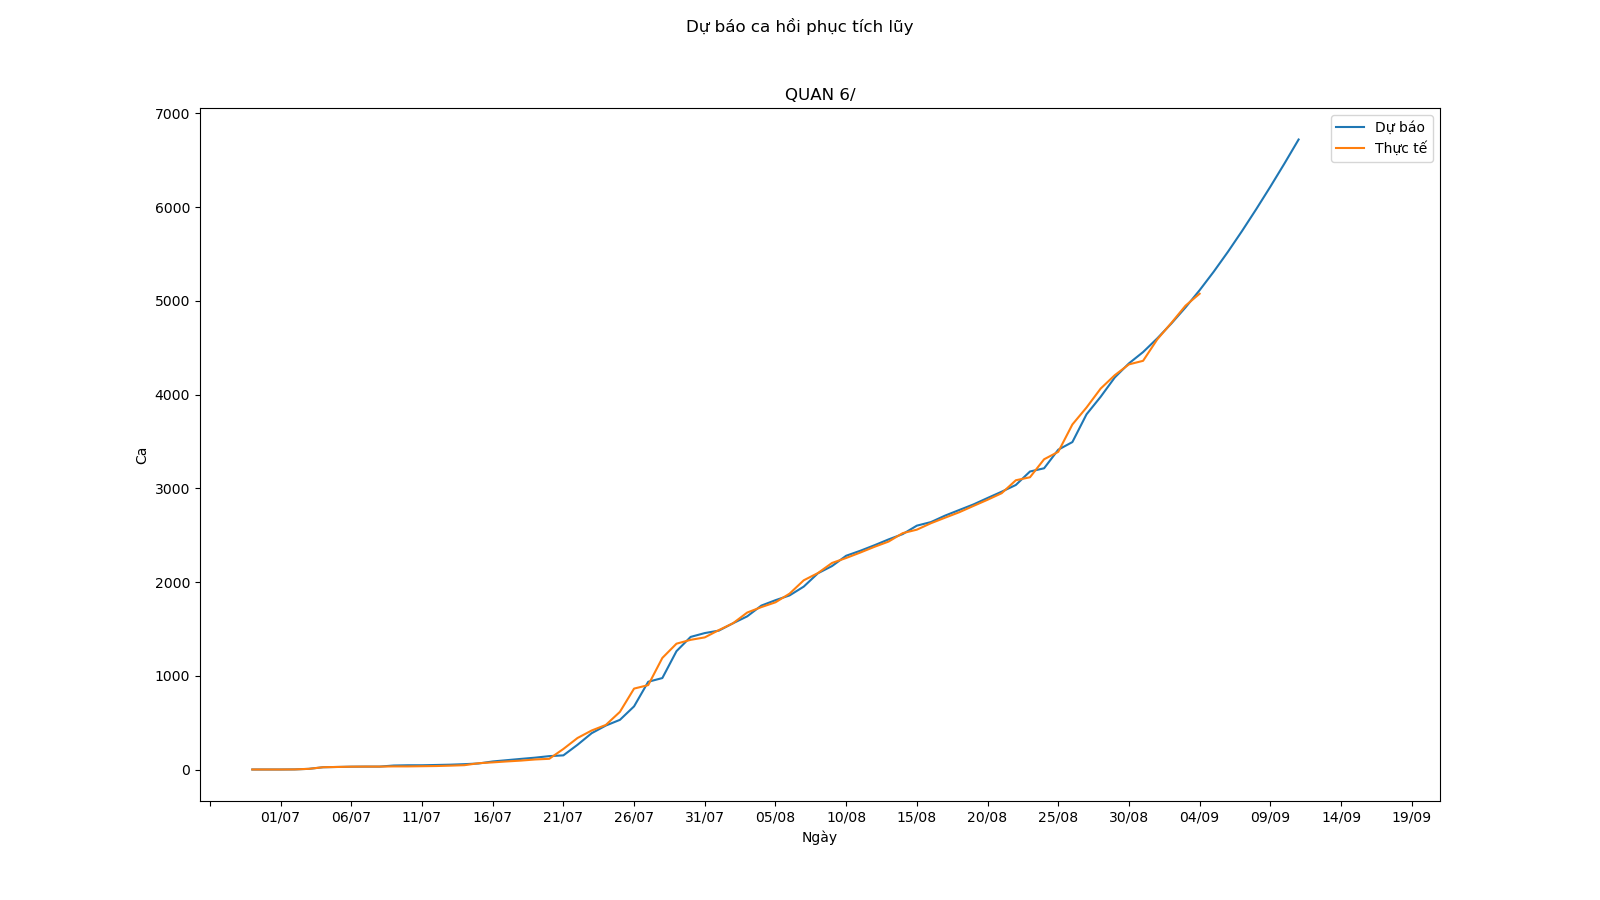 Dự báo ca hồi phục tích lũy
QUAN 6/
7000
6000
5000
4000
3000
2000
1000
0
Ca
Dự báo
Thực tế
01/07 06/07 11/07 16/07 21/07 26/07 31/07 05/08 10/08 15/08 20/08 25/08 30/08 04/09 09/09 14/09 19/09
Ngày